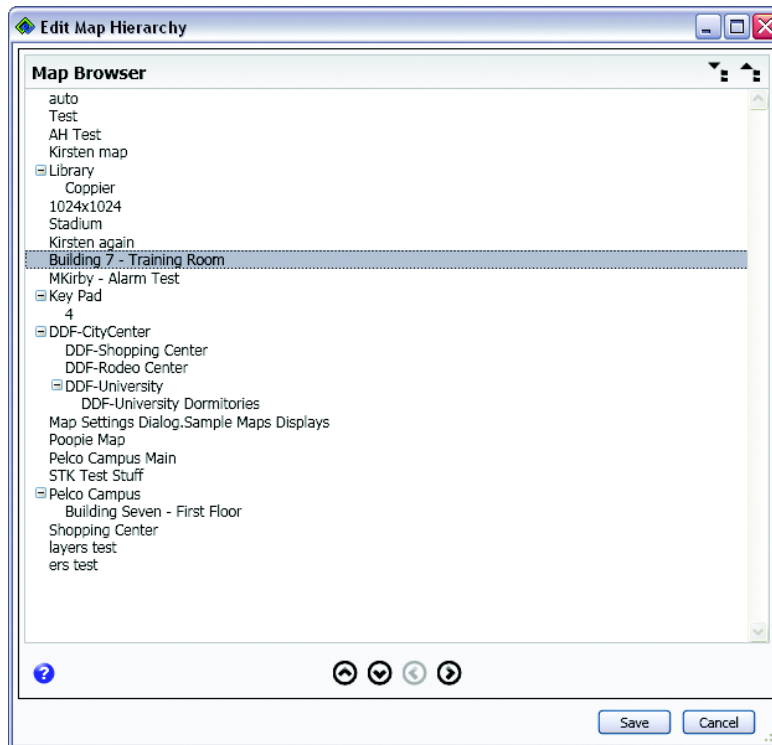 Edit Map Hierarchy
Map Browser
auto
Test
AH Test
Kirsten map
Library
Coppier
1024x1024
Stadium
Kirsten again
Building 7 - Training Room
MKirby - Alarm Test
Key Pad
4
DDF-CityCenter
DDF-Shopping Center
DDF-Rodeo Center
DDF-University
DDF-University Dormitories
Map Settings Dialog.Sample Maps Displays
Poopie Map
Pelco Campus Main
STK Test Stuff
Pelco Campus
Building Seven - First Floor
Shopping Center
layers test
ers test
?
Save Cancel